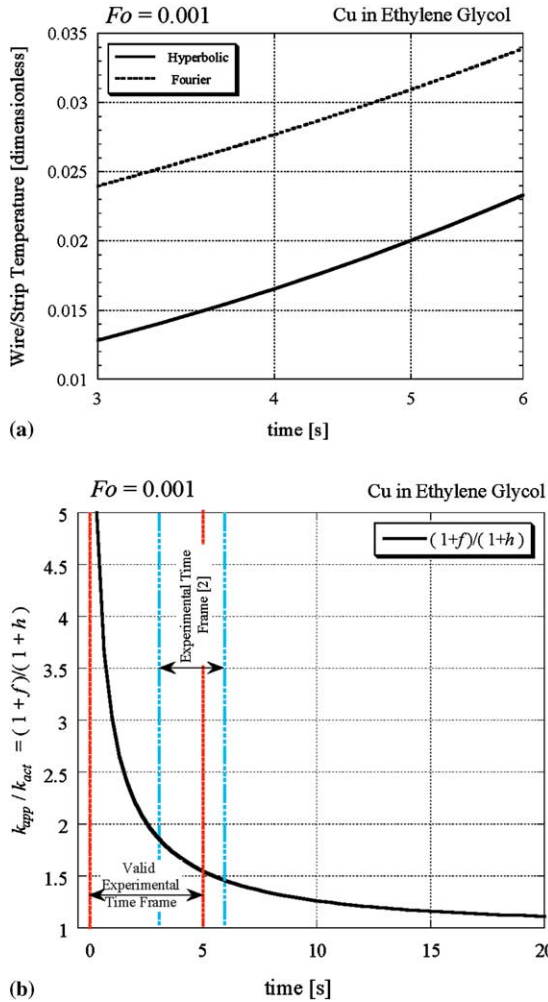 Fo = 0.001 Cu in Ethylene Glycol
0.035
0.03
0.025
0.02
0.015
0.01
Wire/Strip Temperature [dimensionless]
Hyperbolic
Fourier
3 4 5 6
time [s]
(a)
Fo = 0.001 Cu in Ethylene Glycol
5
4.5
4
3.5
3
2.5
2
1.5
1
k_app / k_act = (1+f)/(1+h)
(1+f)/(1+h)
Experimental Time
Frame [2]
Valid
Experimental
Time Frame
0 5 10 15 20
time [s]
(b)